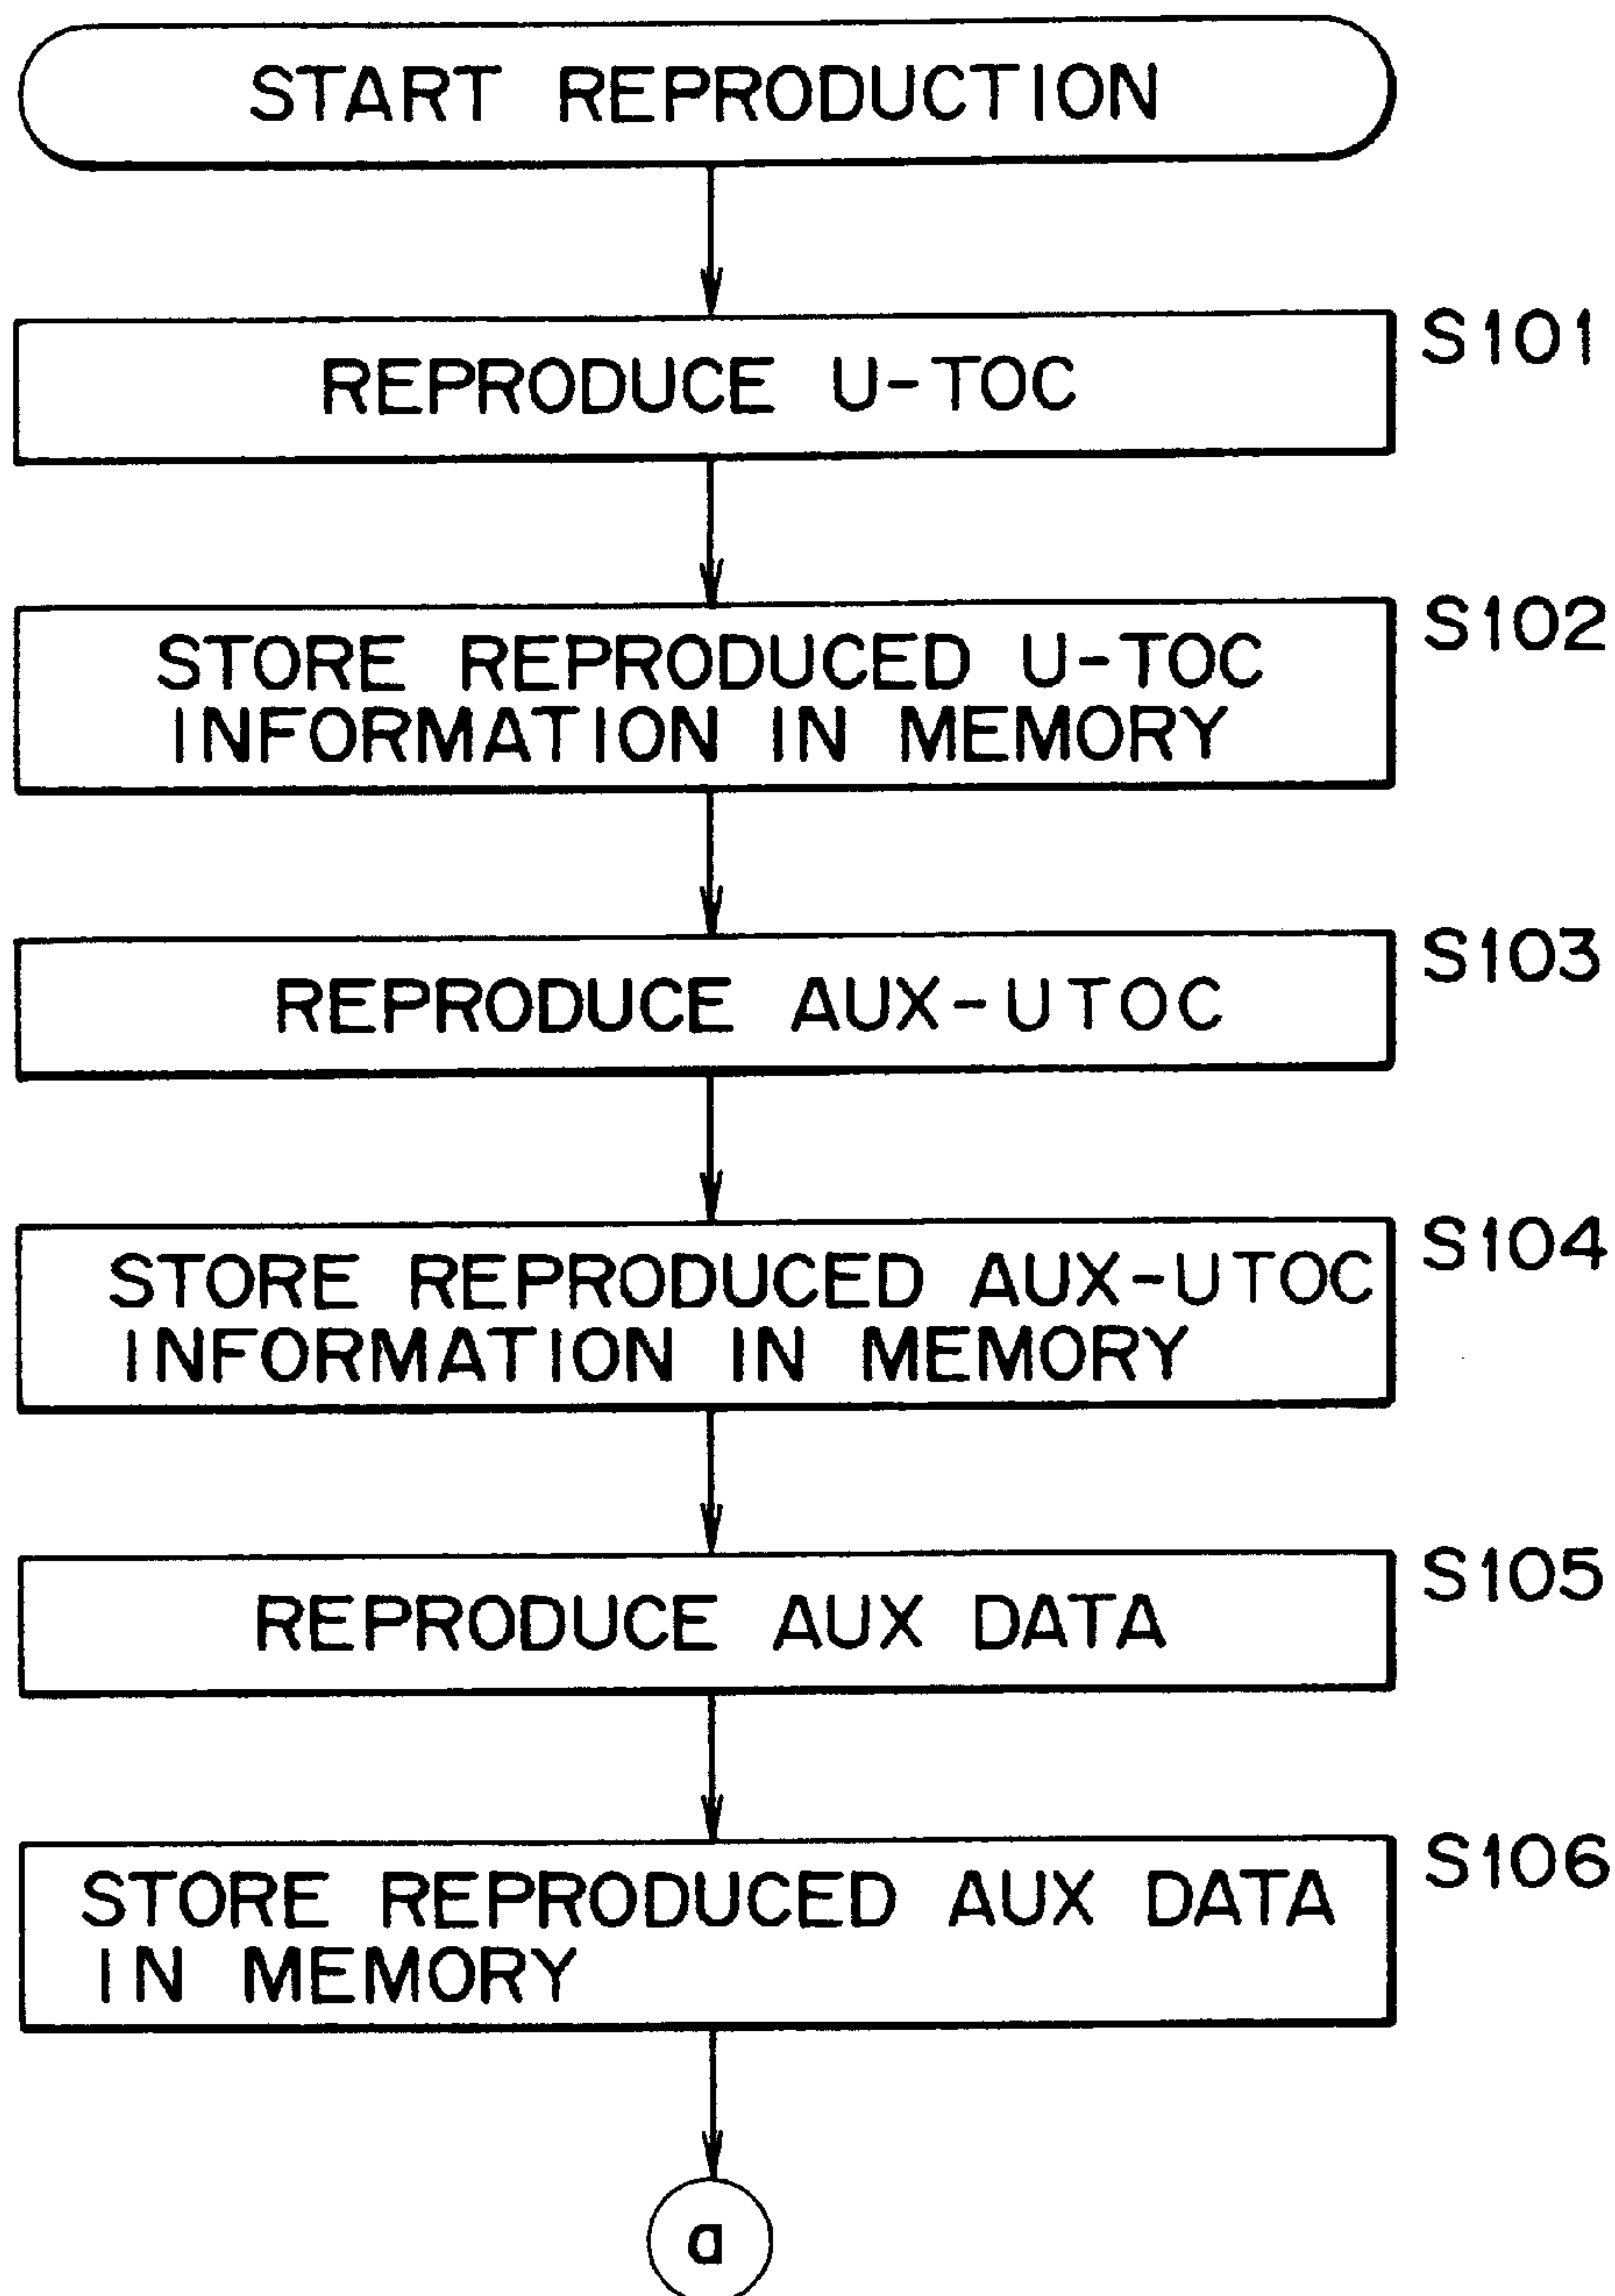 START REPRODUCTION
REPRODUCE U-TOC
S101
STORE REPRODUCED U-TOC
INFORMATION IN MEMORY
S102
REPRODUCE AUX-UTOC
S103
STORE REPRODUCED AUX-UTOC
INFORMATION IN MEMORY
S104
REPRODUCE AUX DATA
S105
STORE REPRODUCED AUX DATA
IN MEMORY
S106
a